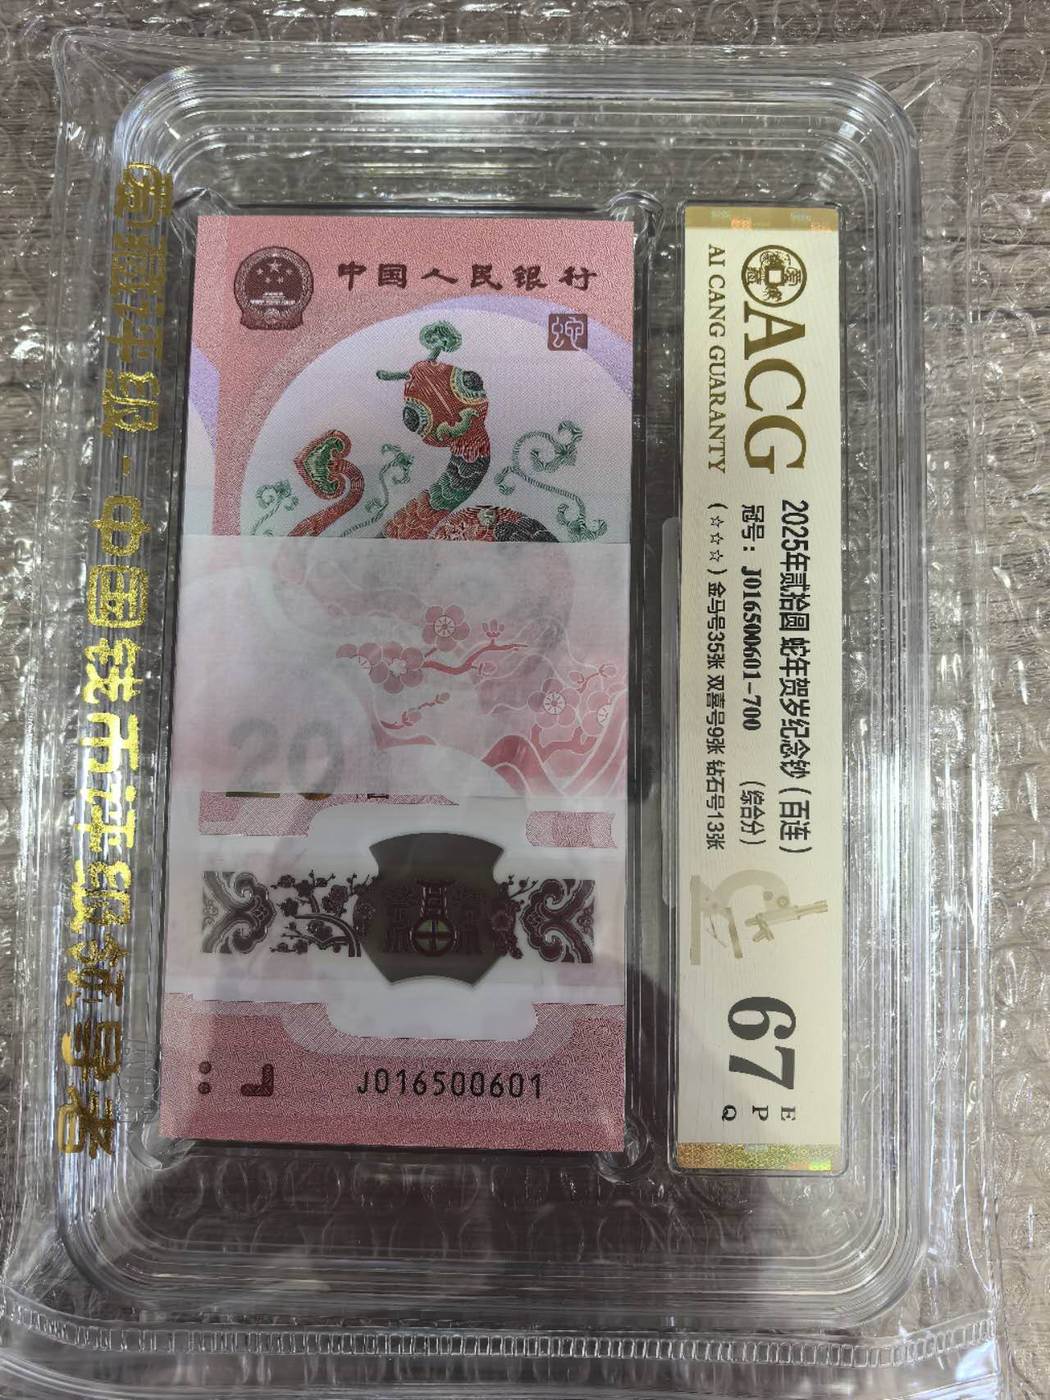 爱藏评级-中国钱币评级领导者
中国人民银行
20
J016500601
ACG
AI CANG GUARANTY
2025年贰拾圆 蛇年贺岁纪念钞（百连）
冠号：J016500601-700 （综合分）
（☆☆☆）金马号35张 双喜号9张 钻石号13张
67
E
P
Q